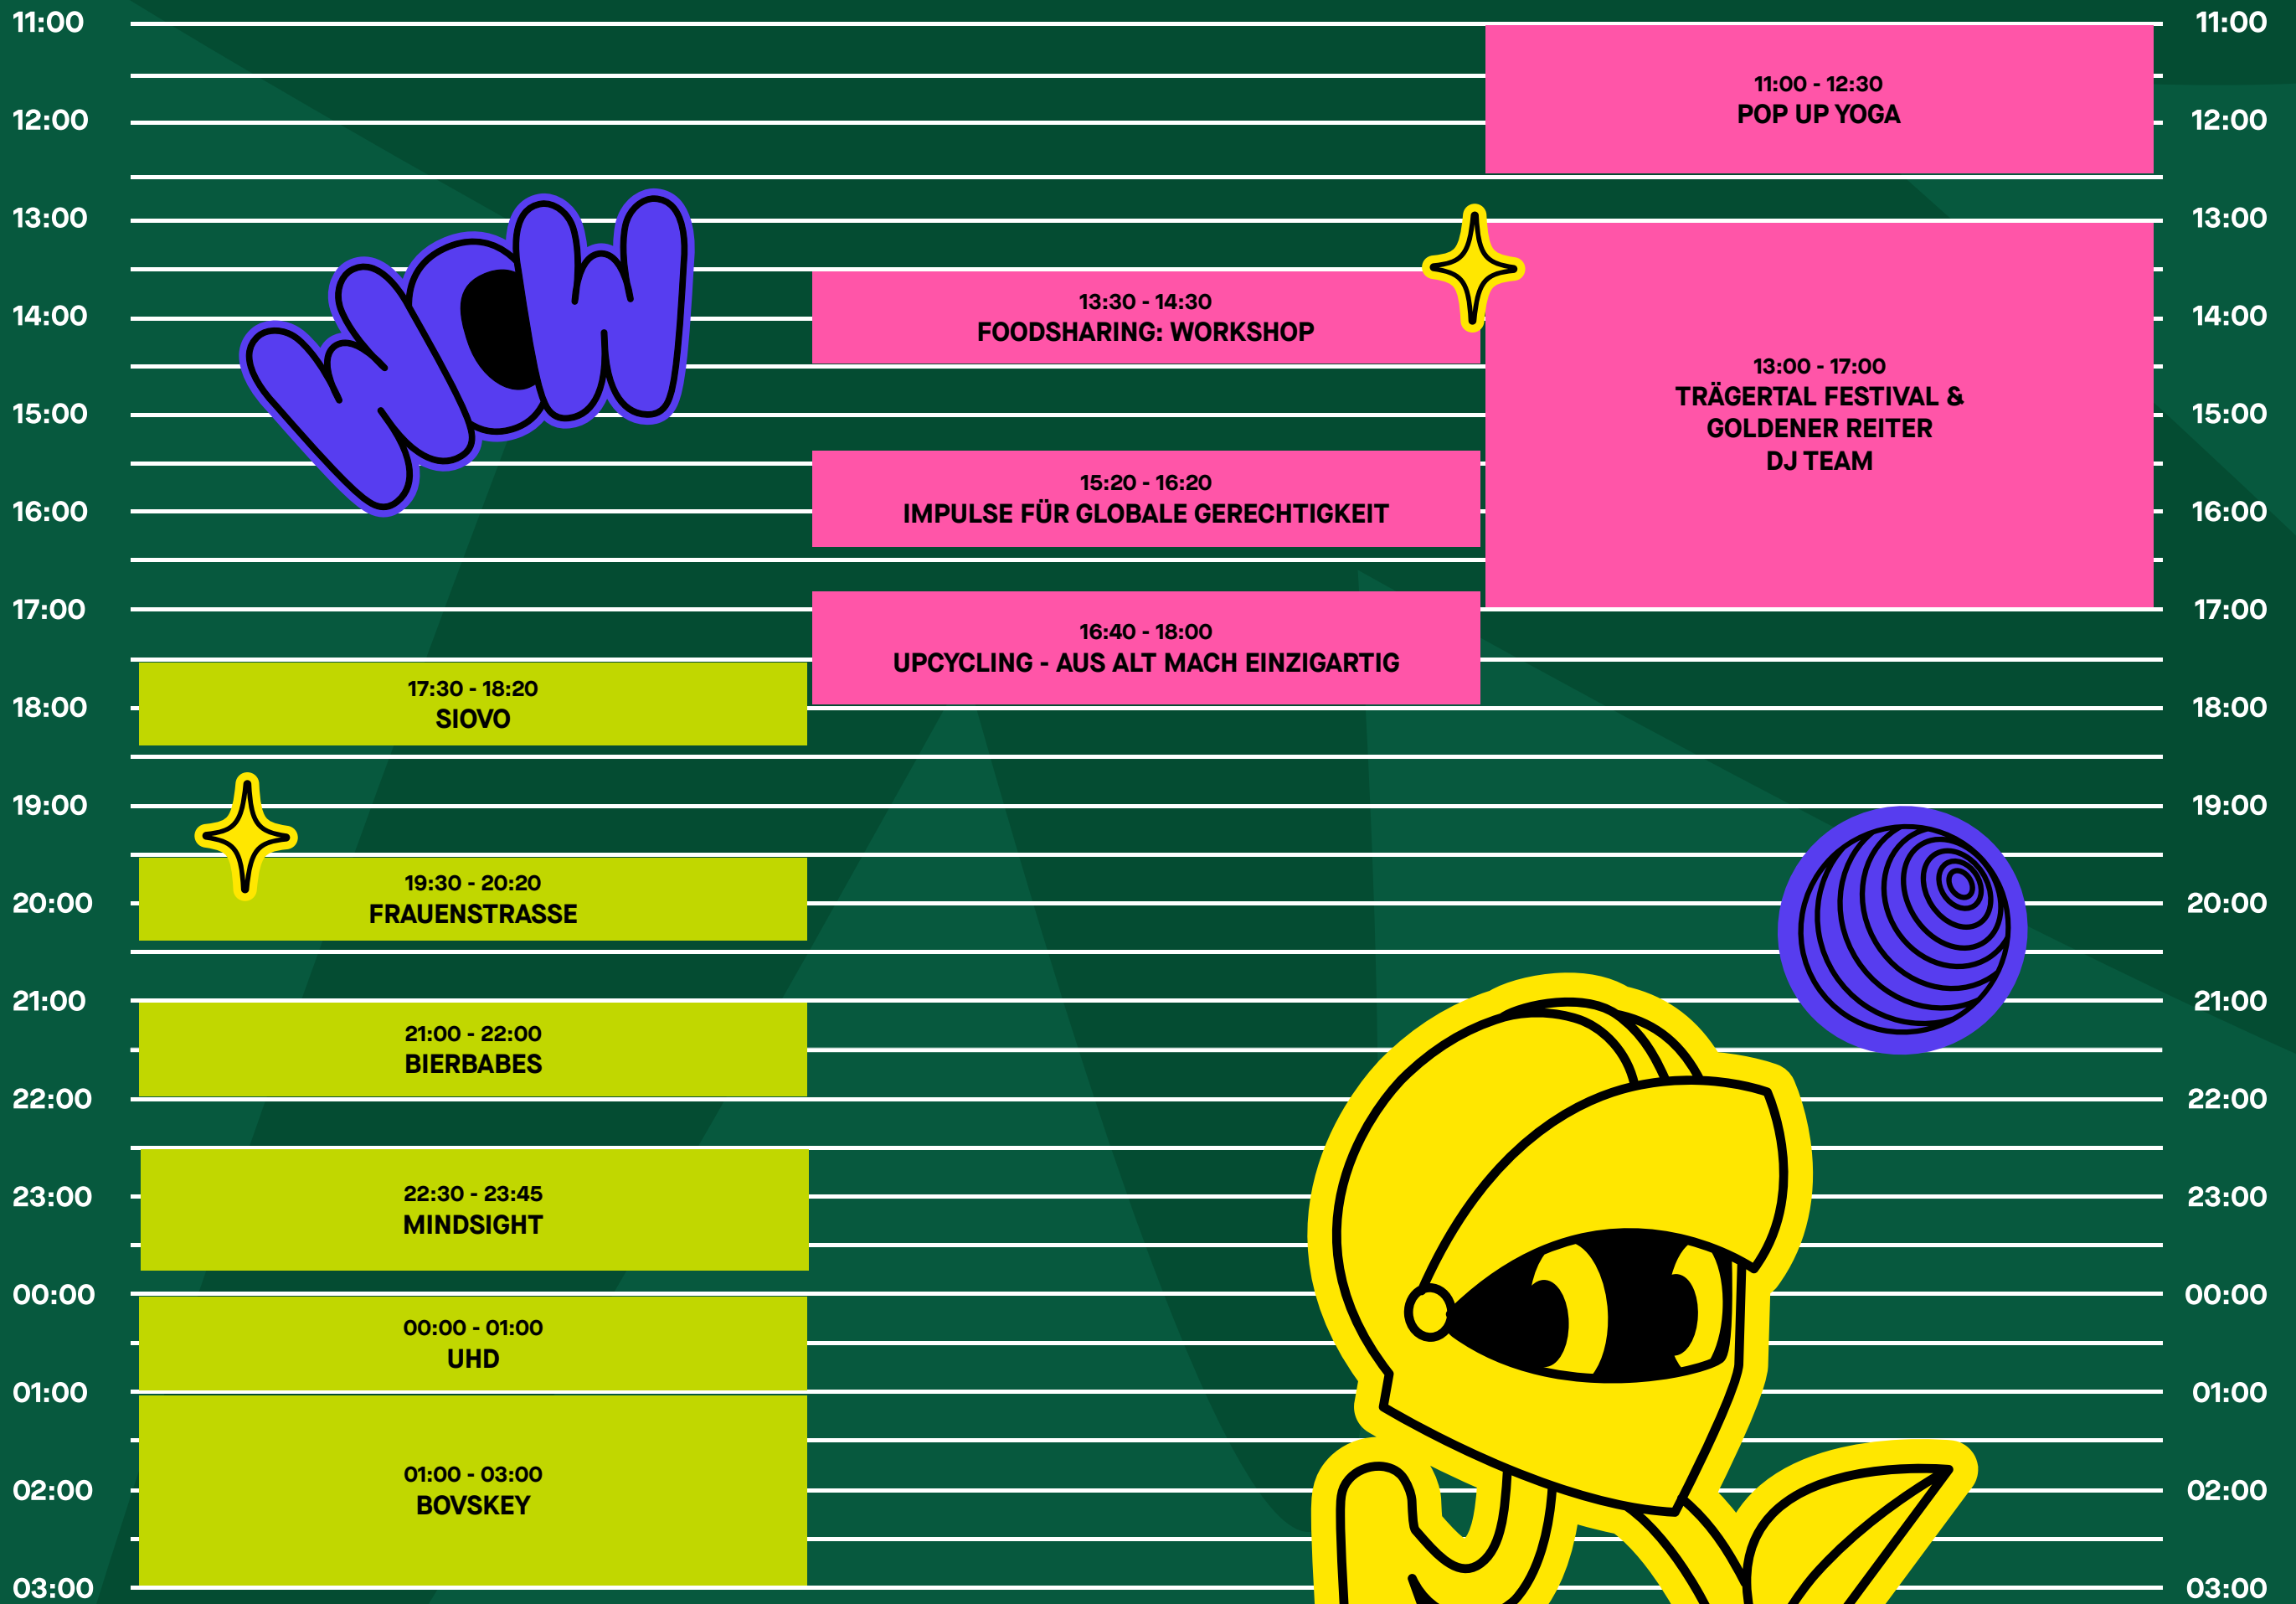 11:00
12:00
13:00
14:00
15:00
16:00
17:00
18:00
19:00
20:00
21:00
22:00
23:00
00:00
01:00
02:00
03:00
WOW
17:30 - 18:20
SIOVO
19:30 - 20:20
FRAUENSTRASSE
21:00 - 22:00
BIERBABES
22:30 - 23:45
MINDSIGHT
00:00 - 01:00
UHD
01:00 - 03:00
BOVSKEY
13:30 - 14:30
FOODSHARING: WORKSHOP
15:20 - 16:20
IMPULSE FÜR GLOBALE GERECHTIGKEIT
16:40 - 18:00
UPCYCLING - AUS ALT MACH EINZIGARTIG
11:00 - 12:30
POP UP YOGA
13:00 - 17:00
TRÄGERTAL FESTIVAL &
GOLDENER REITER
DJ TEAM
11:00
12:00
13:00
14:00
15:00
16:00
17:00
18:00
19:00
20:00
21:00
22:00
23:00
00:00
01:00
02:00
03:00